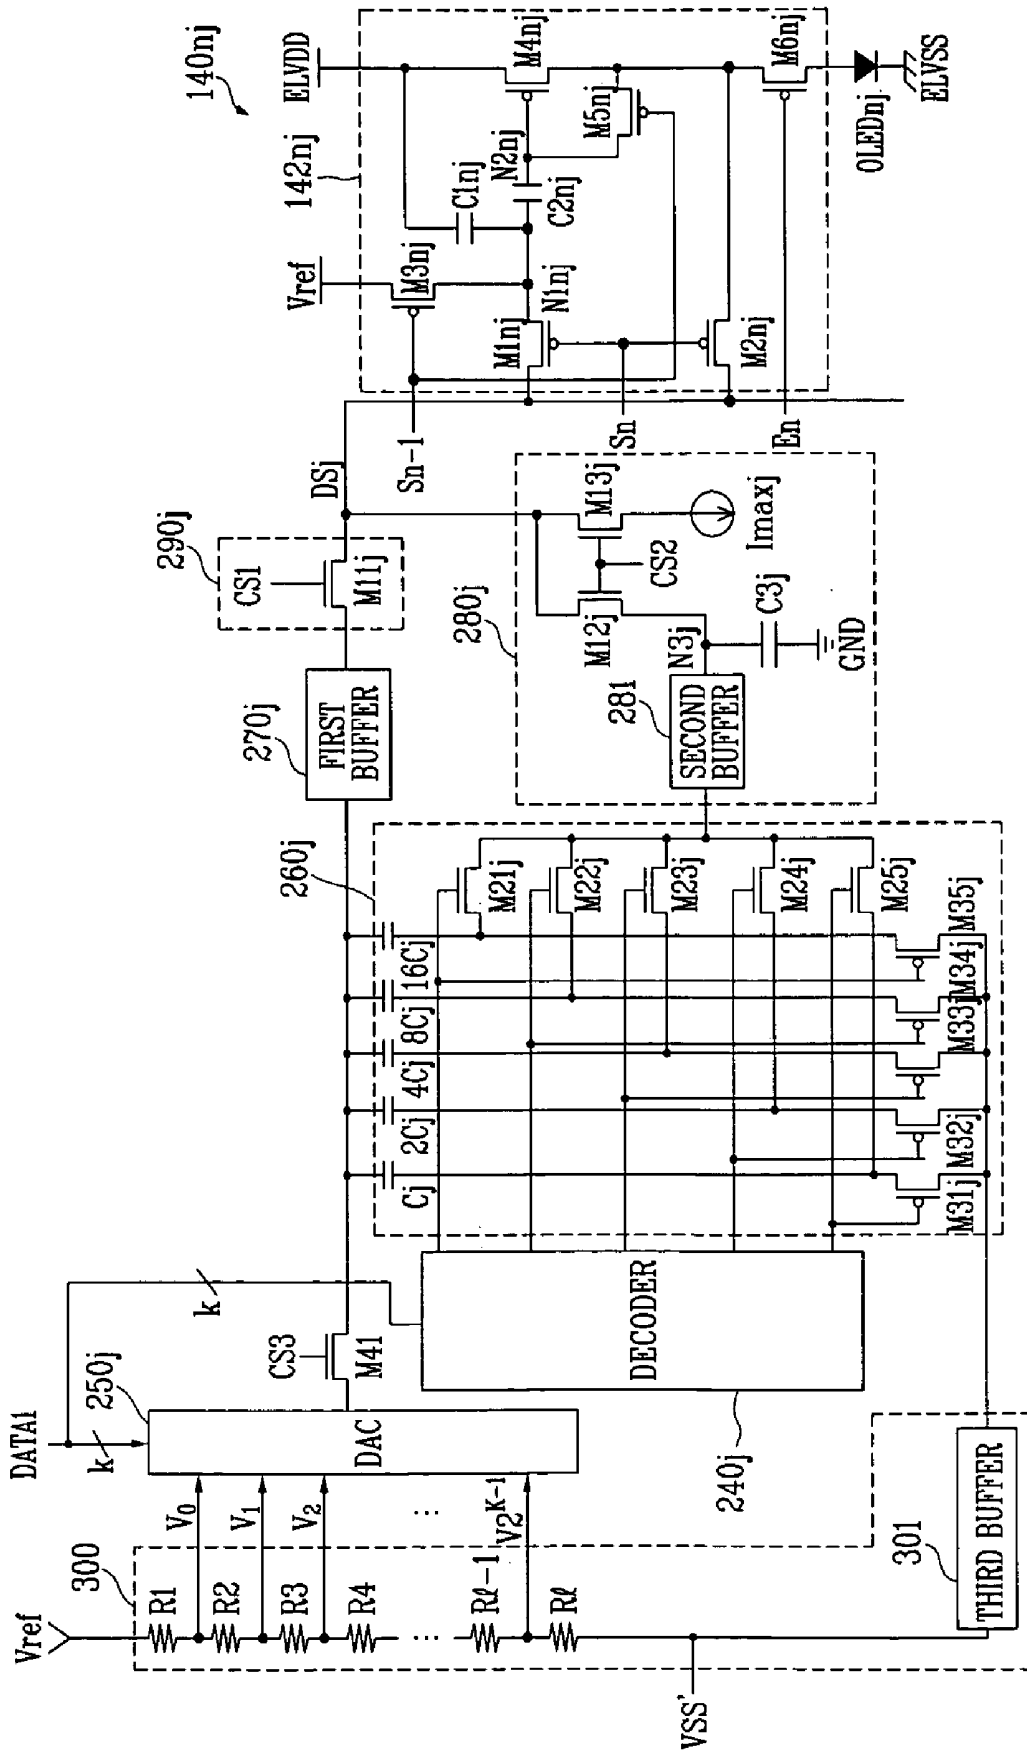 Vref
300
R1
R2
R3
R4
...
Rℓ-1
Rℓ
VSS'
V0
V1
V2
...
V2^K-1
DATA1
k
250j
DAC
k
CS3
M41
DECODER
240j
301
THIRD BUFFER
260j
Cj
2Cj
4Cj
8Cj
16Cj
M21j
M22j
M23j
M24j
M25j
M31j
M32j
M33j
M34j
M35j
270j
FIRST
BUFFER
290j
CS1
M11j
DSj
280j
281
SECOND
BUFFER
N3j
C3j
GND
M12j
M13j
CS2
Imaxj
Sn-1
Sn
En
140nj
142nj
Vref
ELVDD
M3nj
C1nj
N1nj
M1nj
C2nj
N2nj
M4nj
M5nj
M2nj
M6nj
OLEDnj
ELVSS